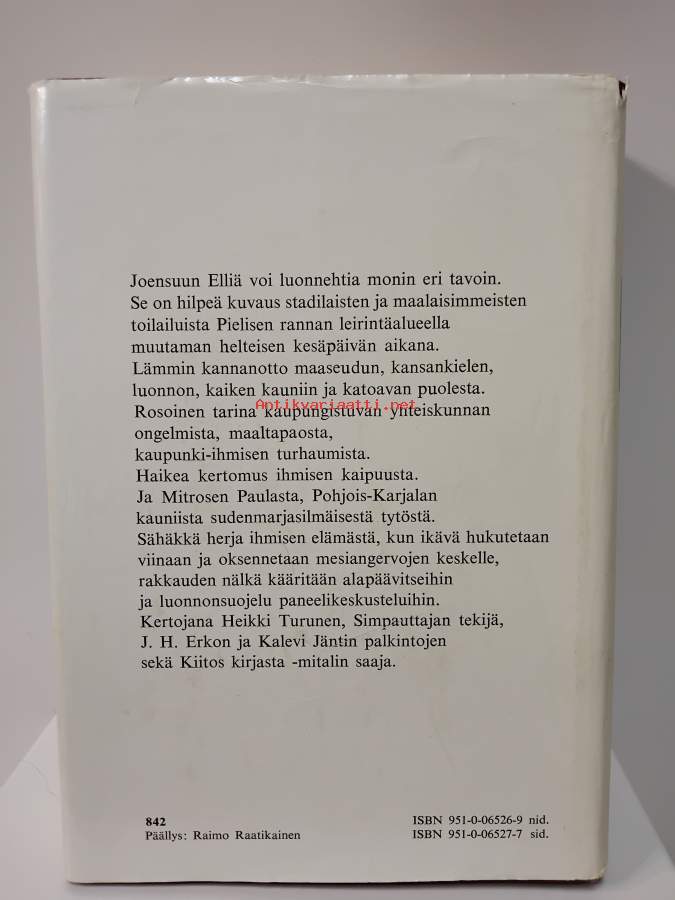 Joensuun Elliä voi luonnehtia monin eri tavoin.
Se on hilpeä kuvaus stadilaisten ja maalaisimmeisten
toilailuista Pielisen rannan leirintäalueella
muutaman helteisen kesäpäivän aikana.
Lämmin kannanotto maaseudun, kansankielen,
luonnon, kaiken kauniin ja katoavan puolesta.
Antikvariaatti.net
Rosoinen tarina kaupungistuvan yhteiskunnan
ongelmista, maaltapaosta,
kaupunki-ihmisen turhaumista.
Haikea kertomus ihmisen kaipuusta.
Ja Mitrosen Paulasta, Pohjois-Karjalan
kauniista sudenmarjasilmäisestä tytöstä.
Sähäkkä herja ihmisen elämästä, kun ikävä hukutetaan
viinaan ja oksennetaan mesiangervojen keskelle,
rakkauden nälkä kääritään alapäävitseihin
ja luonnonsuojelu paneelikeskusteluihin.
Kertojana Heikki Turunen, Simpauttajan tekijä,
J. H. Erkon ja Kalevi Jäntin palkintojen
sekä Kiitos kirjasta -mitalin saaja.
842
Päällys: Raimo Raatikainen
ISBN 951-0-06526-9 nid.
ISBN 951-0-06527-7 sid.